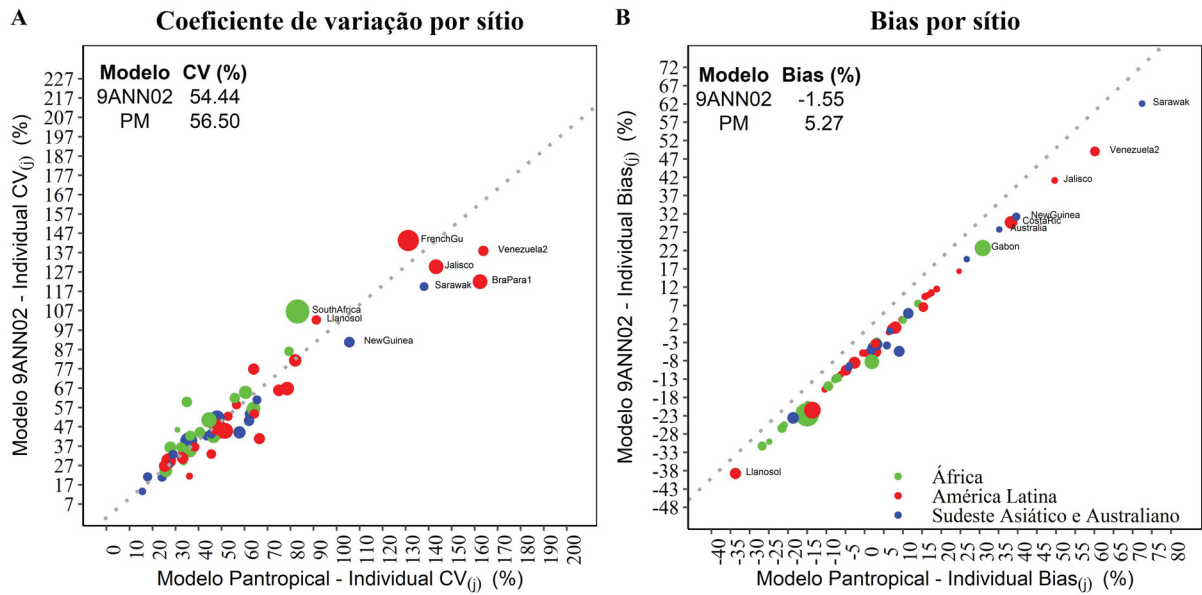 A
Coeficiente de variação por sítio
Modelo CV (%)
9ANN02 54.44
PM 56.50
Modelo 9ANN02 - Individual CV(j) (%)
227
217
207
197
187
177
167
157
147
137
127
117
107
97
87
77
67
57
47
37
27
17
7
FrenchGu
Venezuela2
Jalisco
BraPara1
Sarawak
SouthAfrica
Llanosol
NewGuinea
0 10 20 30 40 50 60 70 80 90 100 110 120 130 140 150 160 170 180 190 200
Modelo Pantropical - Individual CV(j) (%)
B
Bias por sítio
Modelo Bias (%)
9ANN02 -1.55
PM 5.27
Modelo 9ANN02 - Individual Bias(j) (%)
72
67
62
57
52
47
42
37
32
27
22
17
12
7
2
-3
-8
-13
-18
-23
-28
-33
-38
-43
-48
Sarawak
Venezuela2
Jalisco
NewGuinea
CostaRic
Australia
Gabon
Llanosol
África
América Latina
Sudeste Asiático e Australiano
-40 -35 -30 -25 -20 -15 -10 -5 0 5 10 15 20 25 30 35 40 45 50 55 60 65 70 75 80
Modelo Pantropical - Individual Bias(j) (%)